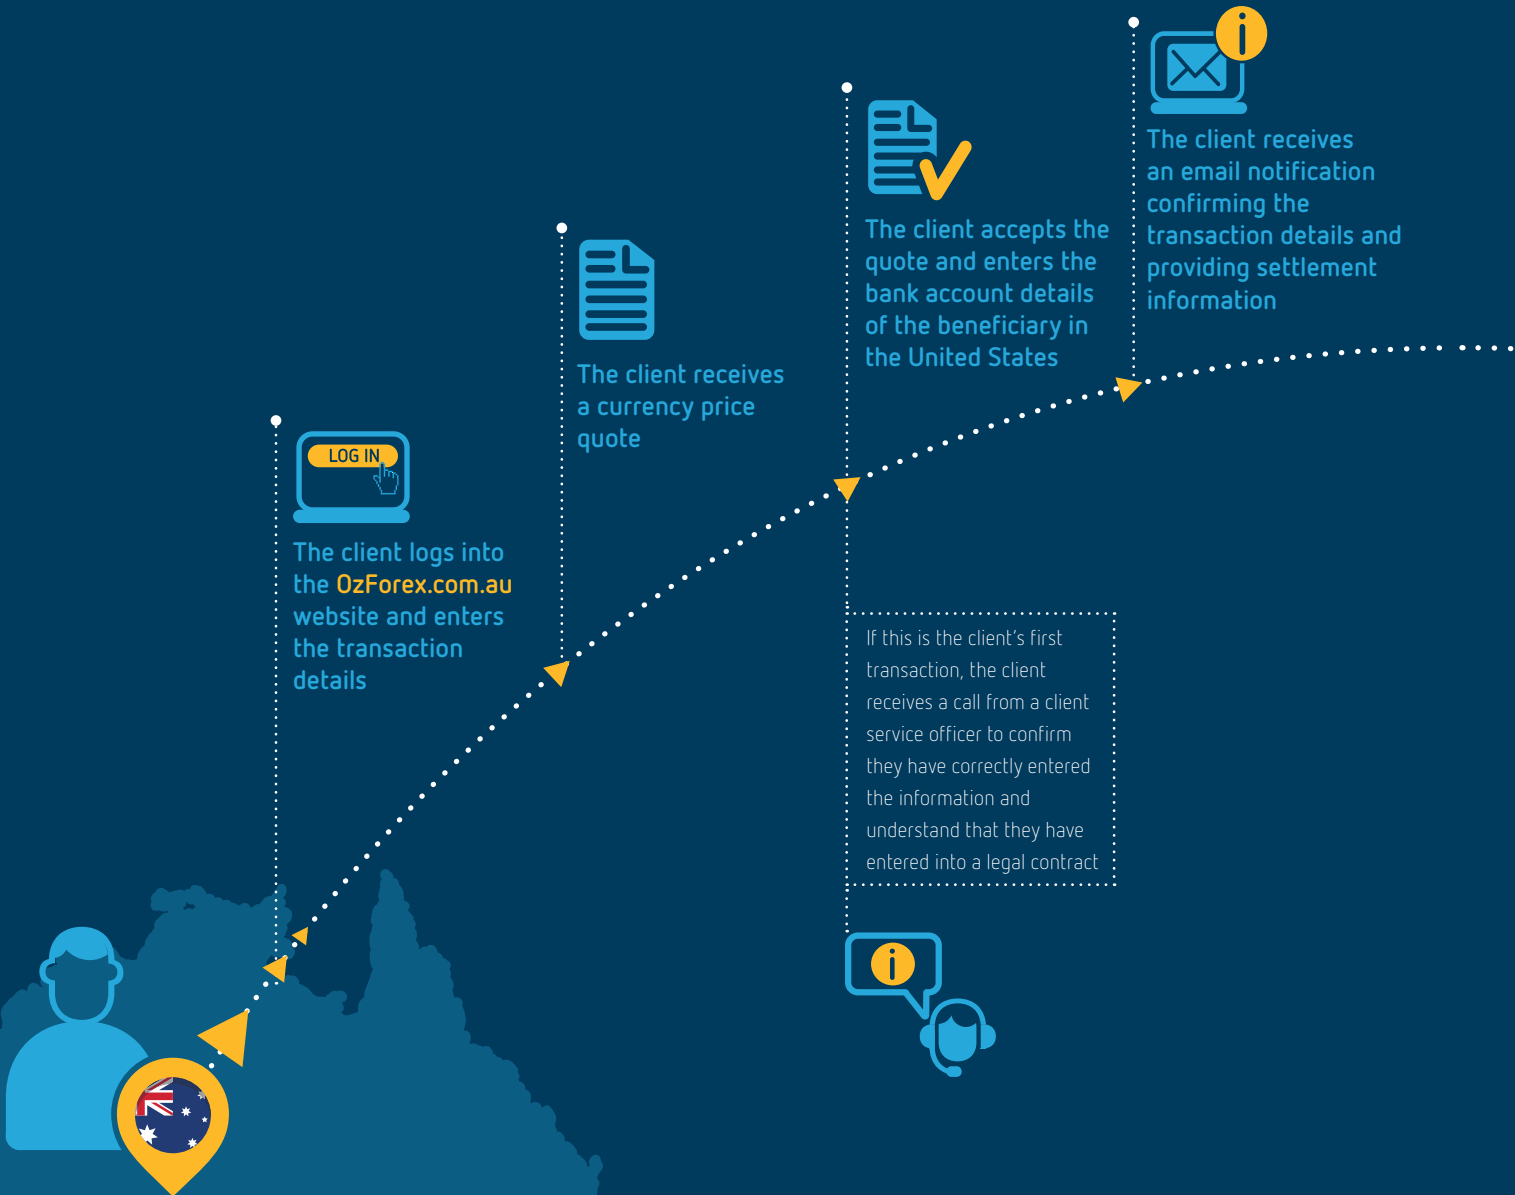 LOG IN
The client logs into
the OzForex.com.au
website and enters
the transaction
details
The client receives
a currency price
quote
The client accepts the
quote and enters the
bank account details
of the beneficiary in
the United States
If this is the client’s first
transaction, the client
receives a call from a client
service officer to confirm
they have correctly entered
the information and
understand that they have
entered into a legal contract
i
i
The client receives
an email notification
confirming the
transaction details and
providing settlement
information